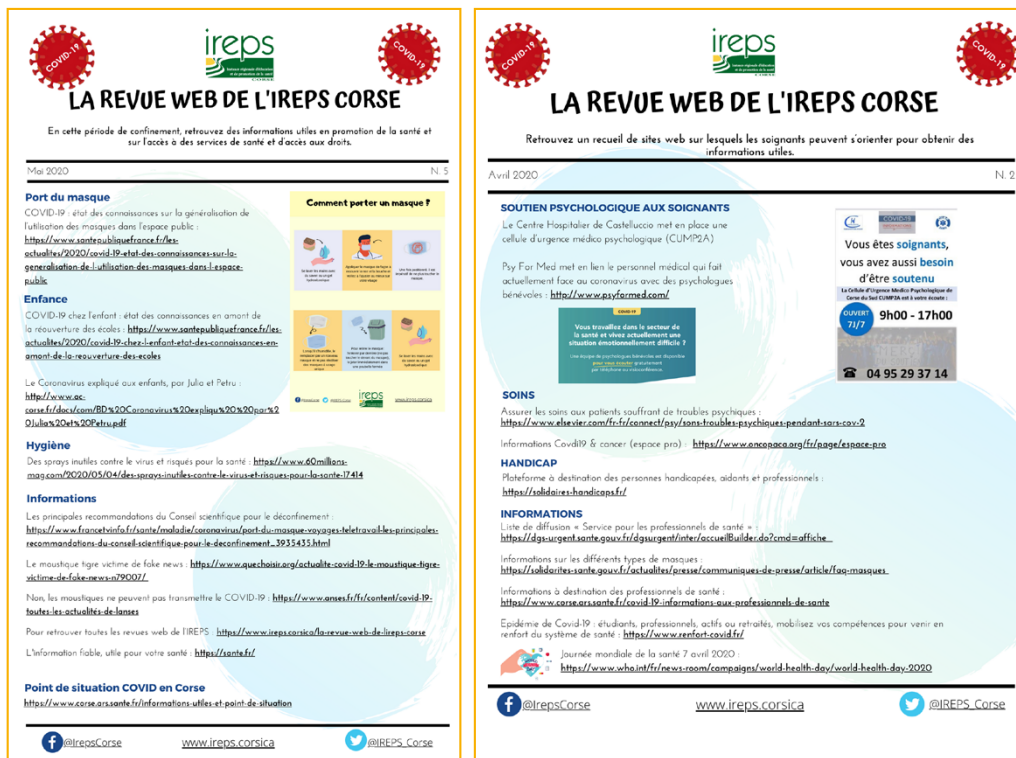 COVID-19
ireps
CORSE
COVID-19
LA REVUE WEB DE L'IREPS CORSE
En cette période de confinement, retrouvez des informations utiles en promotion de la santé et
sur l'accès à des services de santé et d'accès aux droits.
Mai 2020
N. 5
Port du masque
COVID-19 : état des connaissances sur la généralisation de
l'utilisation des masques dans l'espace public :
https://www.santepubliquefrance.fr/les-
actualites/2020/covid-19-etat-des-connaissances-sur-la-
generalisation-de-l-utilisation-des-masques-dans-l-espace-
public
Comment porter un masque ?
ireps
Enfance
COVID-19 chez l'enfant : état des connaissances en amont de
la réouverture des écoles : https://www.santepubliquefrance.fr/les-
actualites/2020/covid-19-chez-l-enfant-etat-des-connaissances-en-
amont-de-la-reouverture-des-ecoles
Le Coronavirus expliqué aux enfants, par Julia et Petru :
http://www.ac-
corse.fr/docs/com/BD%20Coronavirus%20expliqu%20%20par%2
0Julia%20et%20Petru.pdf
Hygiène
Des sprays inutiles contre le virus et risqués pour la santé : https://www.60millions-
mag.com/2020/05/04/des-sprays-inutiles-contre-le-virus-et-risques-pour-la-sante-17414
Informations
Les principales recommandations du Conseil scientifique pour le déconfinement :
https://www.francetvinfo.fr/sante/maladie/coronavirus/port-du-masque-voyages-teletravail-les-principales-
recommandations-du-conseil-scientifique-pour-le-deconfinement_3935435.html
Le moustique tigre victime de fake news : https://www.quechoisir.org/actualite-covid-19-le-moustique-tigre-
victime-de-fake-news-n79007/
Non, les moustiques ne peuvent pas transmettre le COVID-19 : https://www.anses.fr/fr/content/covid-19-
toutes-les-actualités-de-lanses
Pour retrouver toutes les revues web de l'IREPS : https://www.ireps.corsica/la-revue-web-de-lireps-corse
L'information fiable, utile pour votre santé : https://sante.fr/
Point de situation COVID en Corse
https://www.corse.ars.sante.fr/informations-utiles-et-point-de-situation
@IrepsCorse
www.ireps.corsica
@IREPS_Corse
COVID-19
ireps
COVID-19
LA REVUE WEB DE L'IREPS CORSE
Retrouvez un recueil de sites web sur lesquels les soignants peuvent s'orienter pour obtenir des
informations utiles.
Avril 2020
N. 2
SOUTIEN PSYCHOLOGIQUE AUX SOIGNANTS
Le Centre Hospitalier de Castelluccio met en place une
cellule d'urgence médico psychologique (CUMP2A)
Psy For Med met en lien le personnel médical qui fait
actuellement face au coronavirus avec des psychologues
bénévoles : http://www.psyformed.com/
COVID-19
Vous travaillez dans le secteur de
la santé et vivez actuellement une
situation émotionnellement difficile ?
Une équipe de psychologues bénévoles est disponible
pour vous écouter gratuitement
par téléphone ou visioconférence.
COVID-19
Vous êtes soignants,
vous avez aussi besoin
d'être soutenu
La Cellule d'Urgence Médico Psychologique de
Corse du Sud CUMP2A est à votre écoute :
OUVERT
7J/7
9h00 - 17h00
04 95 29 37 14
SOINS
Assurer les soins aux patients souffrant de troubles psychiques :
https://www.elsevier.com/fr-fr/connect/psy/sons-troubles-psychiques-pendant-sars-cov-2
Informations Covdi19 & cancer (espace pro) : https://www.oncopaca.org/fr/page/espace-pro
HANDICAP
Plateforme à destination des personnes handicapées, aidants et professionnels :
https://solidaires-handicaps.fr/
INFORMATIONS
Liste de diffusion « Service pour les professionnels de santé » :
https://dgs-urgent.sante.gouv.fr/dgsurgent/inter/accueilBuilder.do?cmd=affiche
Informations sur les différents types de masques :
https://solidarites-sante.gouv.fr/actualites/presse/communiques-de-presse/article/faq-masques
Informations à destination des professionnels de santé :
https://www.corse.ars.sante.fr/covid-19-informations-aux-professionnels-de-sante
Epidémie de Covid-19 : étudiants, professionnels, actifs ou retraités, mobilisez vos compétences pour venir en
renfort du système de santé : https://www.renfort-covid.fr/
Journée mondiale de la santé 7 avril 2020 :
https://www.who.int/fr/news-room/campaigns/world-health-day/world-health-day-2020
@IrepsCorse
www.ireps.corsica
@IREPS_Corse